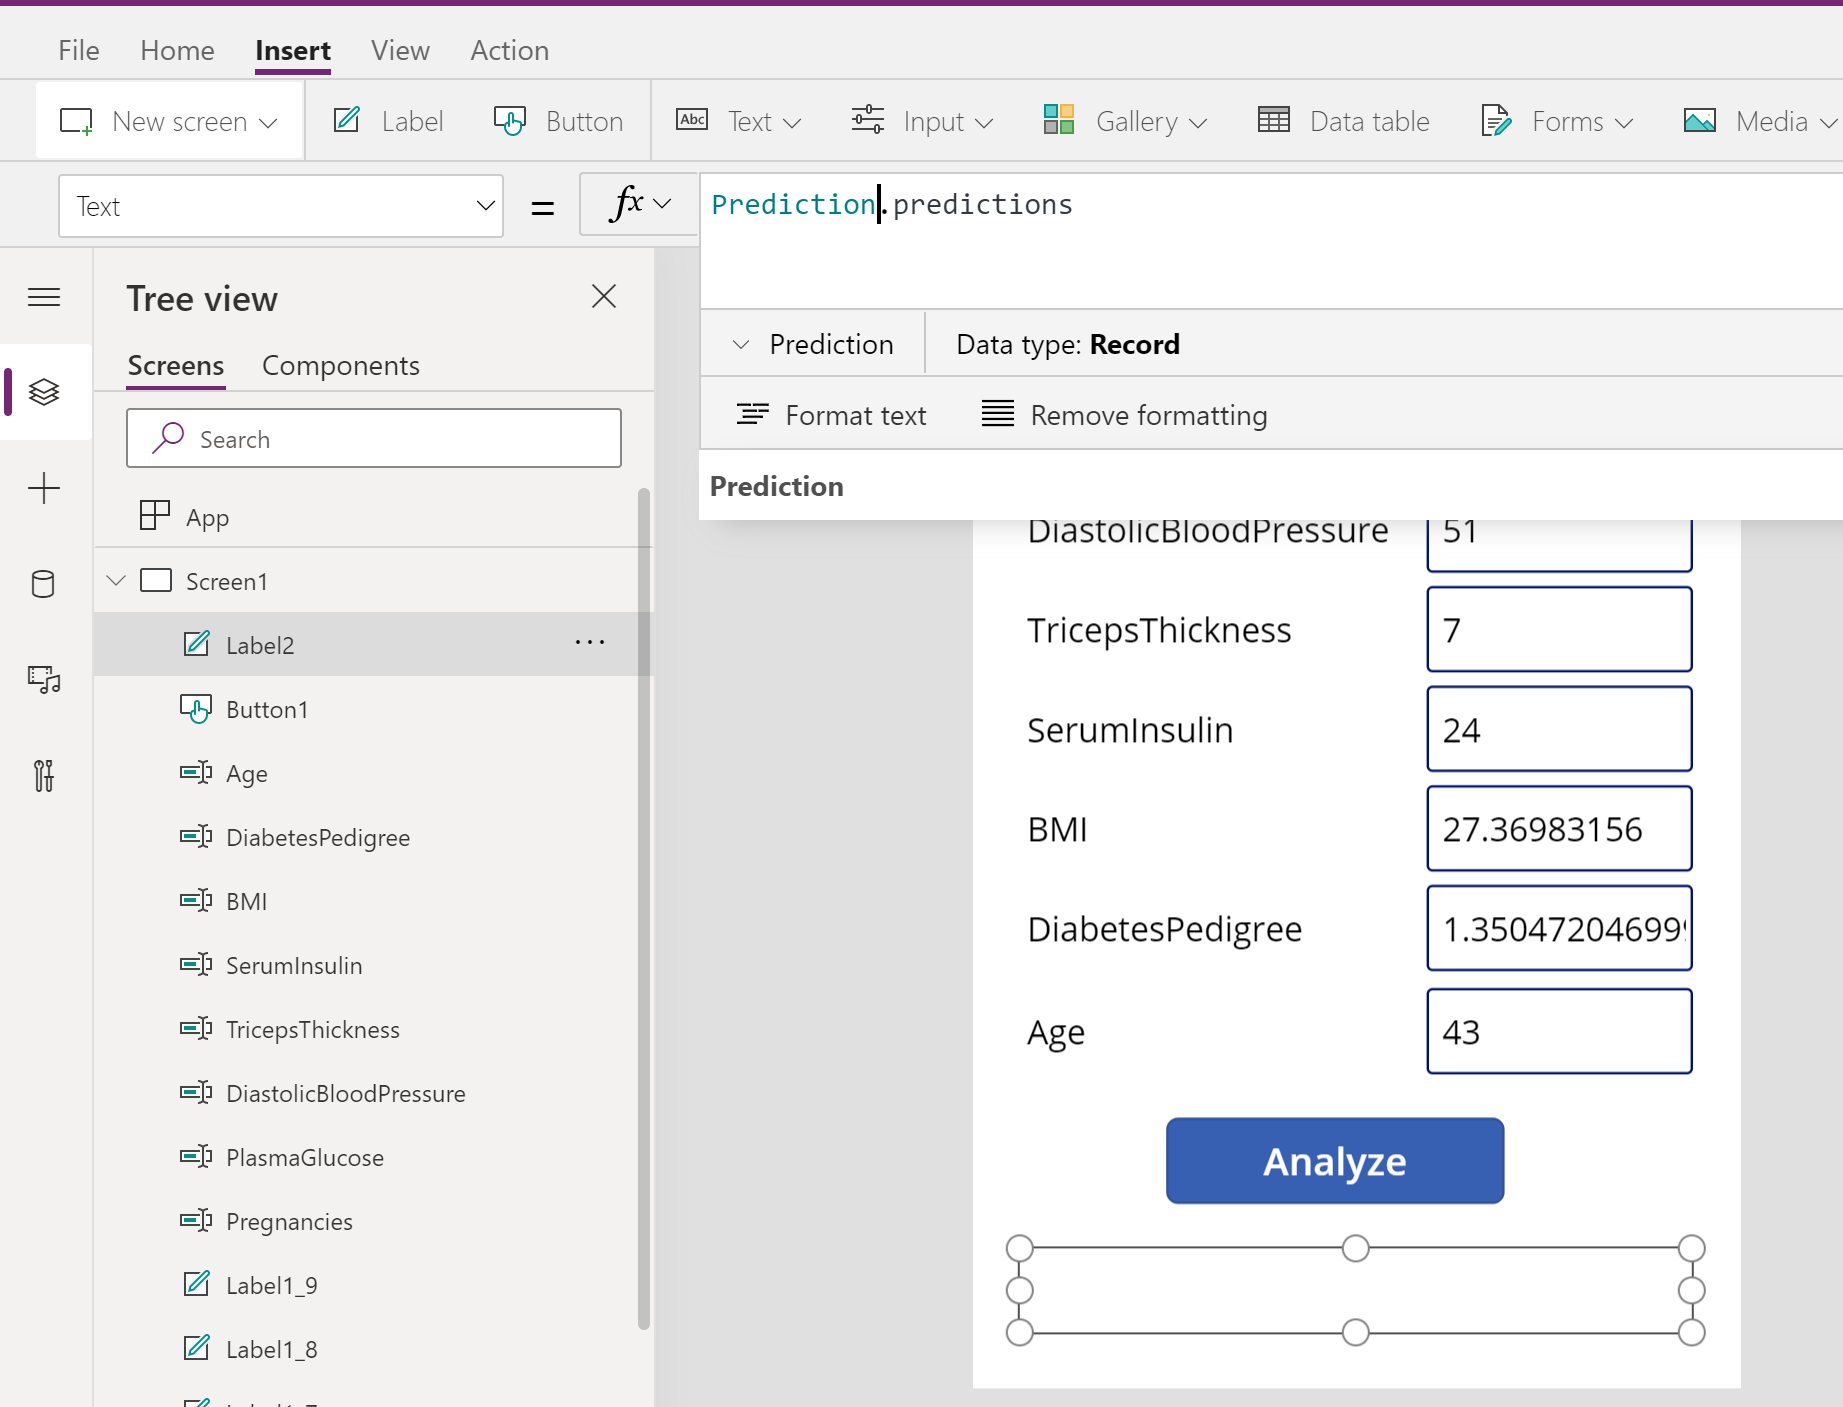 File Home Insert View Action
New screen Label Button Abc Text Input Gallery Data table Forms Media
Text = fx Prediction.predictions
Tree view
Prediction Data type: Record
Screens Components
Format text Remove formatting
Search
Prediction
App
DiastolicBloodPressure 51
Screen1
TricepsThickness 7
Label2 ...
Button1
SerumInsulin 24
Age
DiabetesPedigree
BMI 27.36983156
BMI
DiabetesPedigree 1.35047204699
SerumInsulin
TricepsThickness
Age 43
DiastolicBloodPressure
PlasmaGlucose
Analyze
Pregnancies
Label1_9
Label1_8